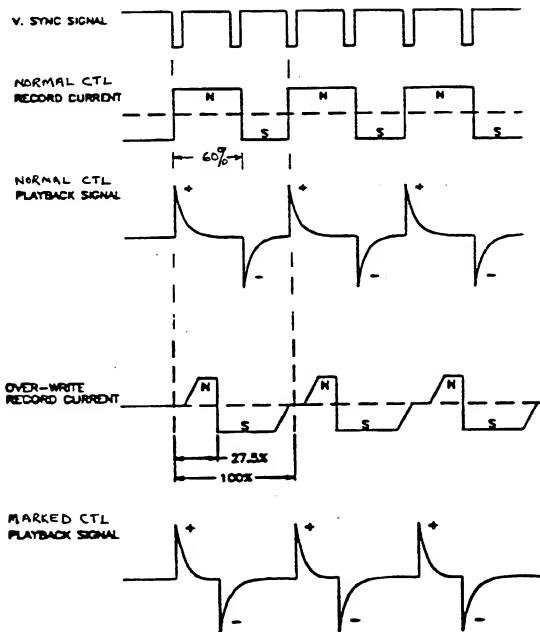 V. SYNC SIGNAL
NORMAL CTL
RECORD CURRENT
N N N
S S S
60%
NORMAL CTL
PLAYBACK SIGNAL
+ + +
- - -
OVER-WRITE
RECORD CURRENT
N N N
S S S
27.5%
100%
MARKED CTL
PLAYBACK SIGNAL
+ + +
- - -